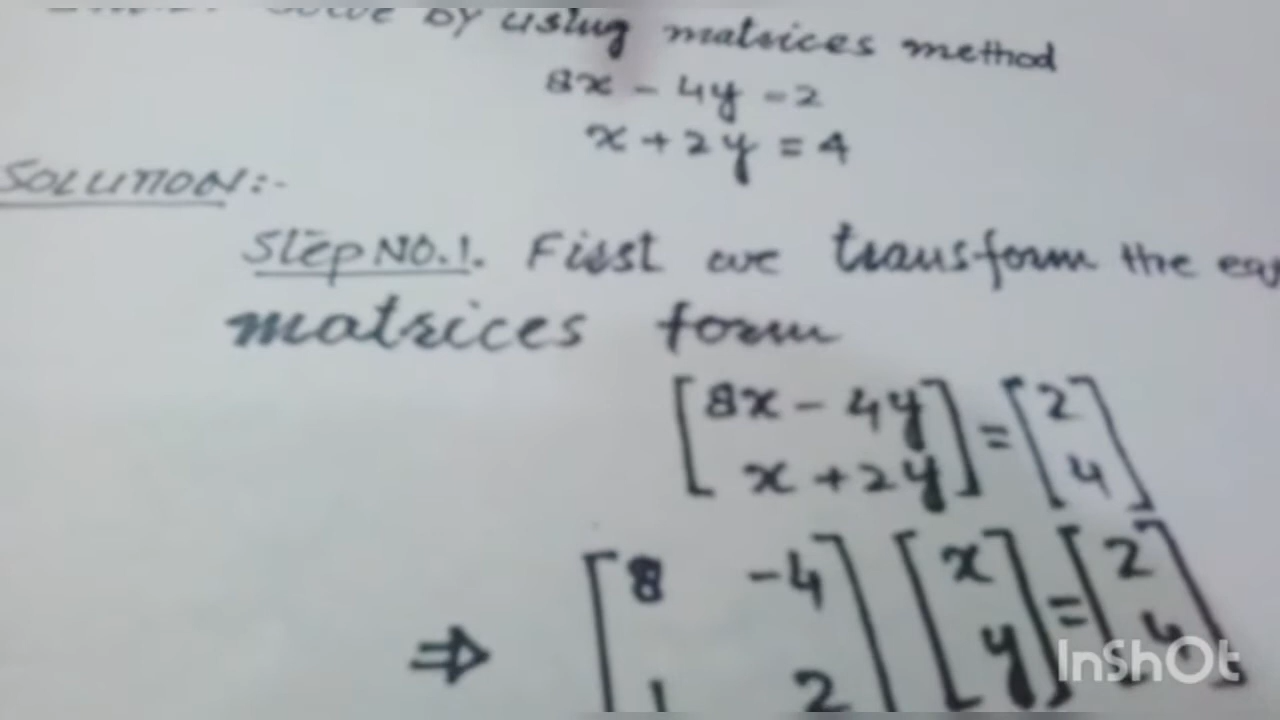 Solve by using matrices method
8x - 4y - 2
x + 2y = 4
SOLUTION:-
Step NO.1. First we transform the
matrices form
[8x - 4y] = [2]
[x + 2y] [4]
⇒ [8 -4] [x] = [2]
[1 2] [y] [4]
InShOt